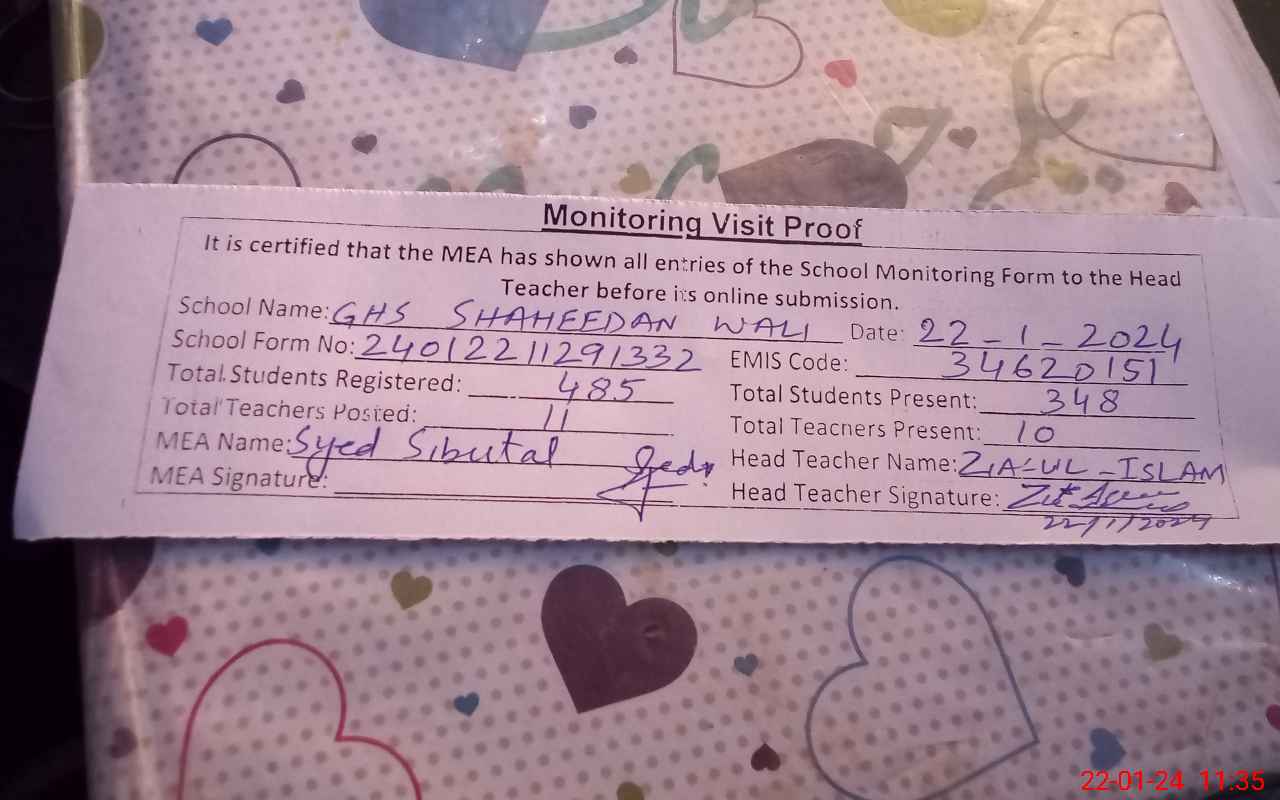 Monitoring Visit Proof
It is certified that the MEA has shown all entries of the School Monitoring Form to the Head
Teacher before its online submission.
School Name: GHS SHAHEEDAN WALI Date: 22-1-2024
School Form No: 24012211291332 EMIS Code: 34620151
Total Students Registered: 485 Total Students Present: 348
Total Teachers Posted: 11 Total Teachers Present: 10
MEA Name: Syed Sibutal Head Teacher Name: ZIA-UL-ISLAM
MEA Signature: Head Teacher Signature:
22/1/2024
22-01-24 11:35